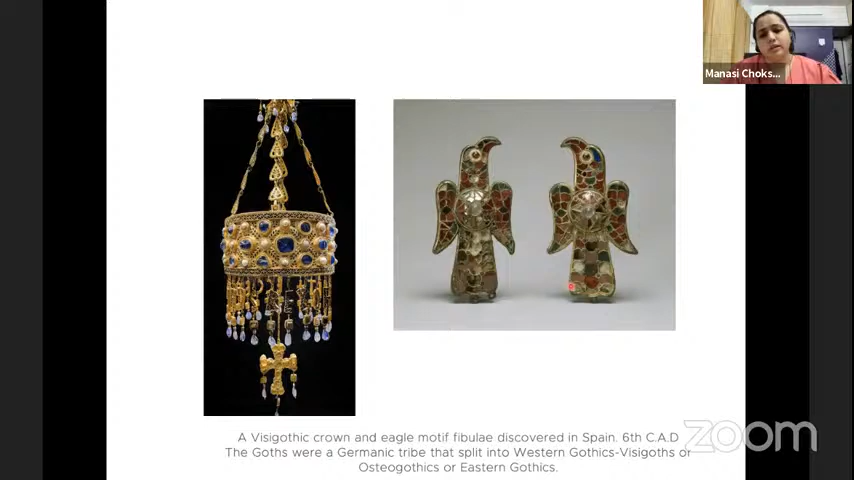 Manasi Choks...
A Visigothic crown and eagle motif fibulae discovered in Spain. 6th C.A.D
The Goths were a Germanic tribe that split into Western Gothics-Visigoths or
Osteogothics or Eastern Gothics.
zoom